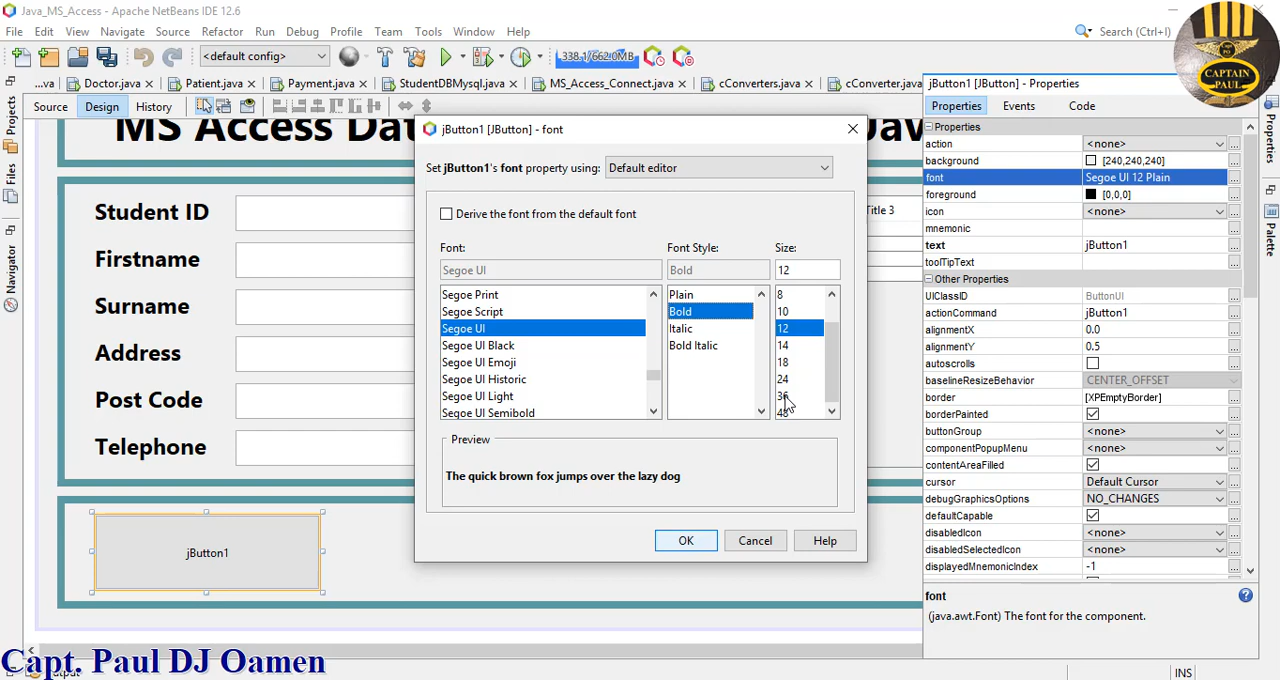 Java_MS_Access - Apache NetBeans IDE 12.6
File Edit View Navigate Source Refactor Run Debug Profile Team Tools Window Help
Search (Ctrl+I)
<default config>
338.1/662.0MB
...va Doctor.java Patient.java Payment.java StudentDBMysql.java MS_Access_Connect.java cConverters.java cConverter.java
Source Design History
MS Access Dat
Java
Projects
Files
Navigator
Student ID
Firstname
Surname
Address
Post Code
Telephone
Title 3
jButton1
jButton1 [JButton] - font
Set jButton1's font property using: Default editor
Derive the font from the default font
Font: Font Style: Size:
Segoe UI Bold 12
Segoe Print Plain 8
Segoe Script Bold 10
Segoe UI Italic 12
Segoe UI Black Bold Italic 14
Segoe UI Emoji 18
Segoe UI Historic 24
Segoe UI Light 36
Segoe UI Semibold 48
Preview
The quick brown fox jumps over the lazy dog
OK Cancel Help
jButton1 [JButton] - Properties
Properties Events Code
Properties
action <none>
background [240,240,240]
font Segoe UI 12 Plain
foreground [0,0,0]
icon <none>
mnemonic
text jButton1
toolTipText
Other Properties
UIClassID ButtonUI
actionCommand jButton1
alignmentX 0.0
alignmentY 0.5
autoscrolls
baselineResizeBehavior CENTER_OFFSET
border [XPEmptyBorder]
borderPainted
buttonGroup <none>
componentPopupMenu <none>
contentAreaFilled
cursor Default Cursor
debugGraphicsOptions NO_CHANGES
defaultCapable
disabledIcon <none>
disabledSelectedIcon <none>
displayedMnemonicIndex -1
font
(java.awt.Font) The font for the component.
Properties
Palette
CAPTAIN
PAUL
Capt. Paul DJ Oamen
INS